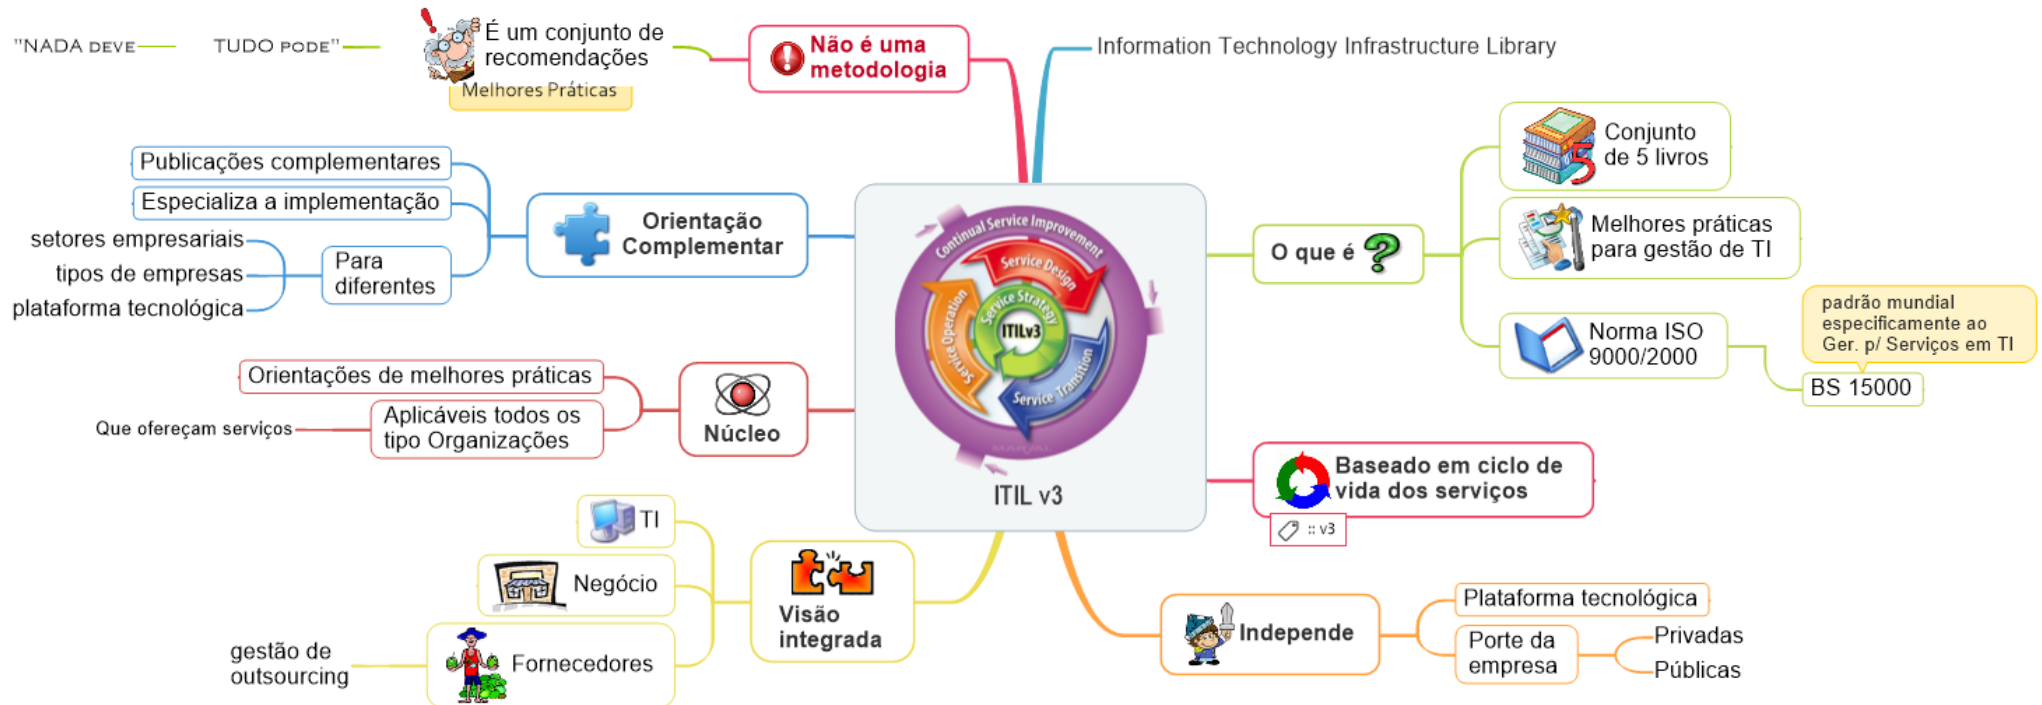 "NADA DEVE
TUDO PODE"
É um conjunto de
recomendações
Melhores Práticas
Não é uma
metodologia
Information Technology Infrastructure Library
Publicações complementares
Especializa a implementação
setores empresariais
tipos de empresas
plataforma tecnológica
Para
diferentes
Orientação
Complementar
Orientações de melhores práticas
Que ofereçam serviços
Aplicáveis todos os
tipo Organizações
Núcleo
TI
Negócio
gestão de
outsourcing
Fornecedores
Visão
integrada
Continual Service Improvement
Service Design
Service Operation
Service Strategy
ITILv3
Service Transition
ITIL v3
O que é
5
Conjunto
de 5 livros
Melhores práticas
para gestão de TI
Norma ISO
9000/2000
padrão mundial
especificamente ao
Ger. p/ Serviços em TI
BS 15000
Baseado em ciclo de
vida dos serviços
:: v3
Independe
Plataforma tecnológica
Porte da
empresa
Privadas
Públicas